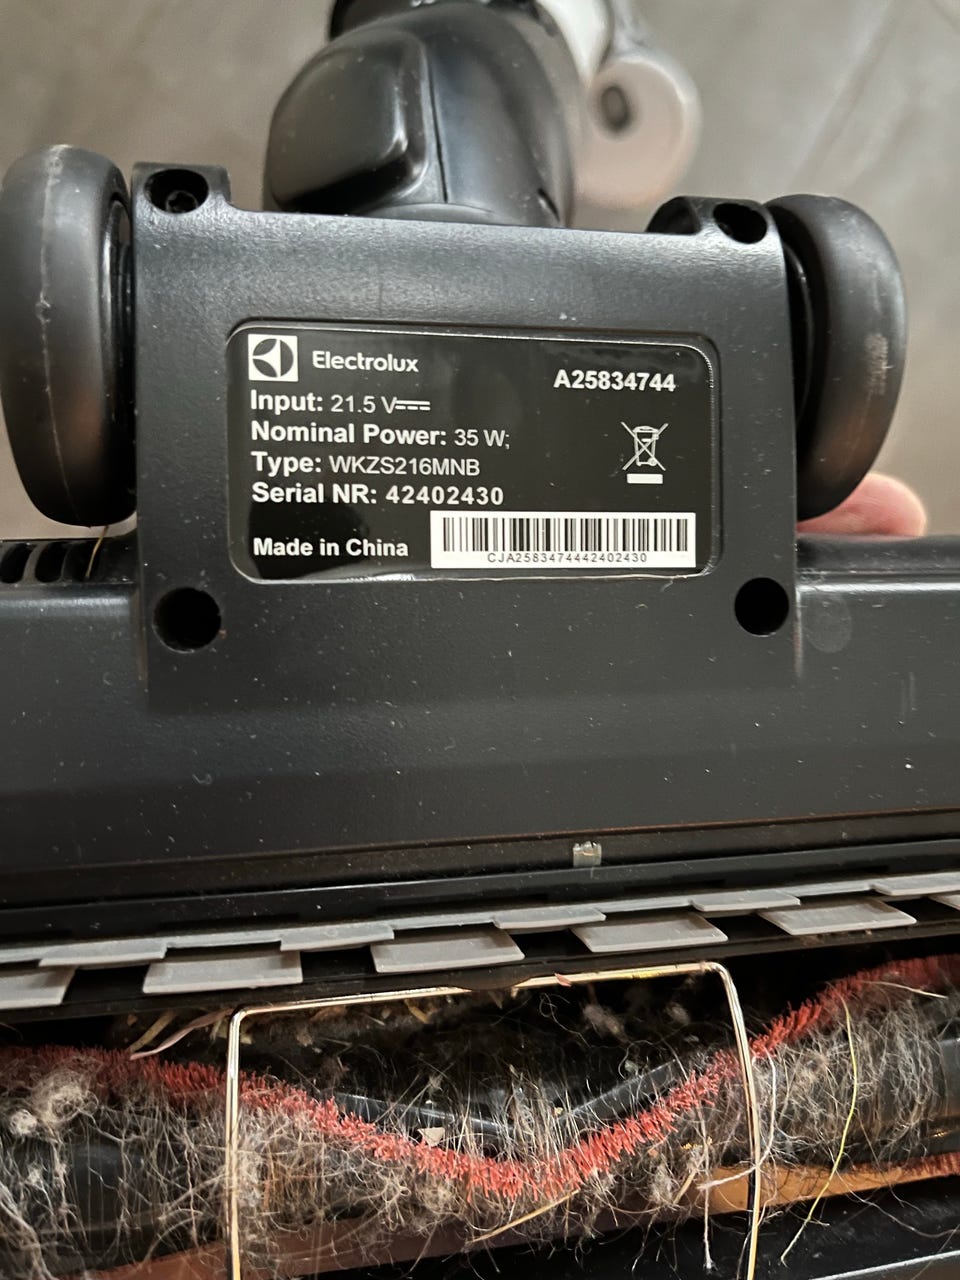 Electrolux
A25834744
Input: 21.5 V⎓
Nominal Power: 35 W;
Type: WKZS216MNB
Serial NR: 42402430
Made in China
CJA2583474442402430